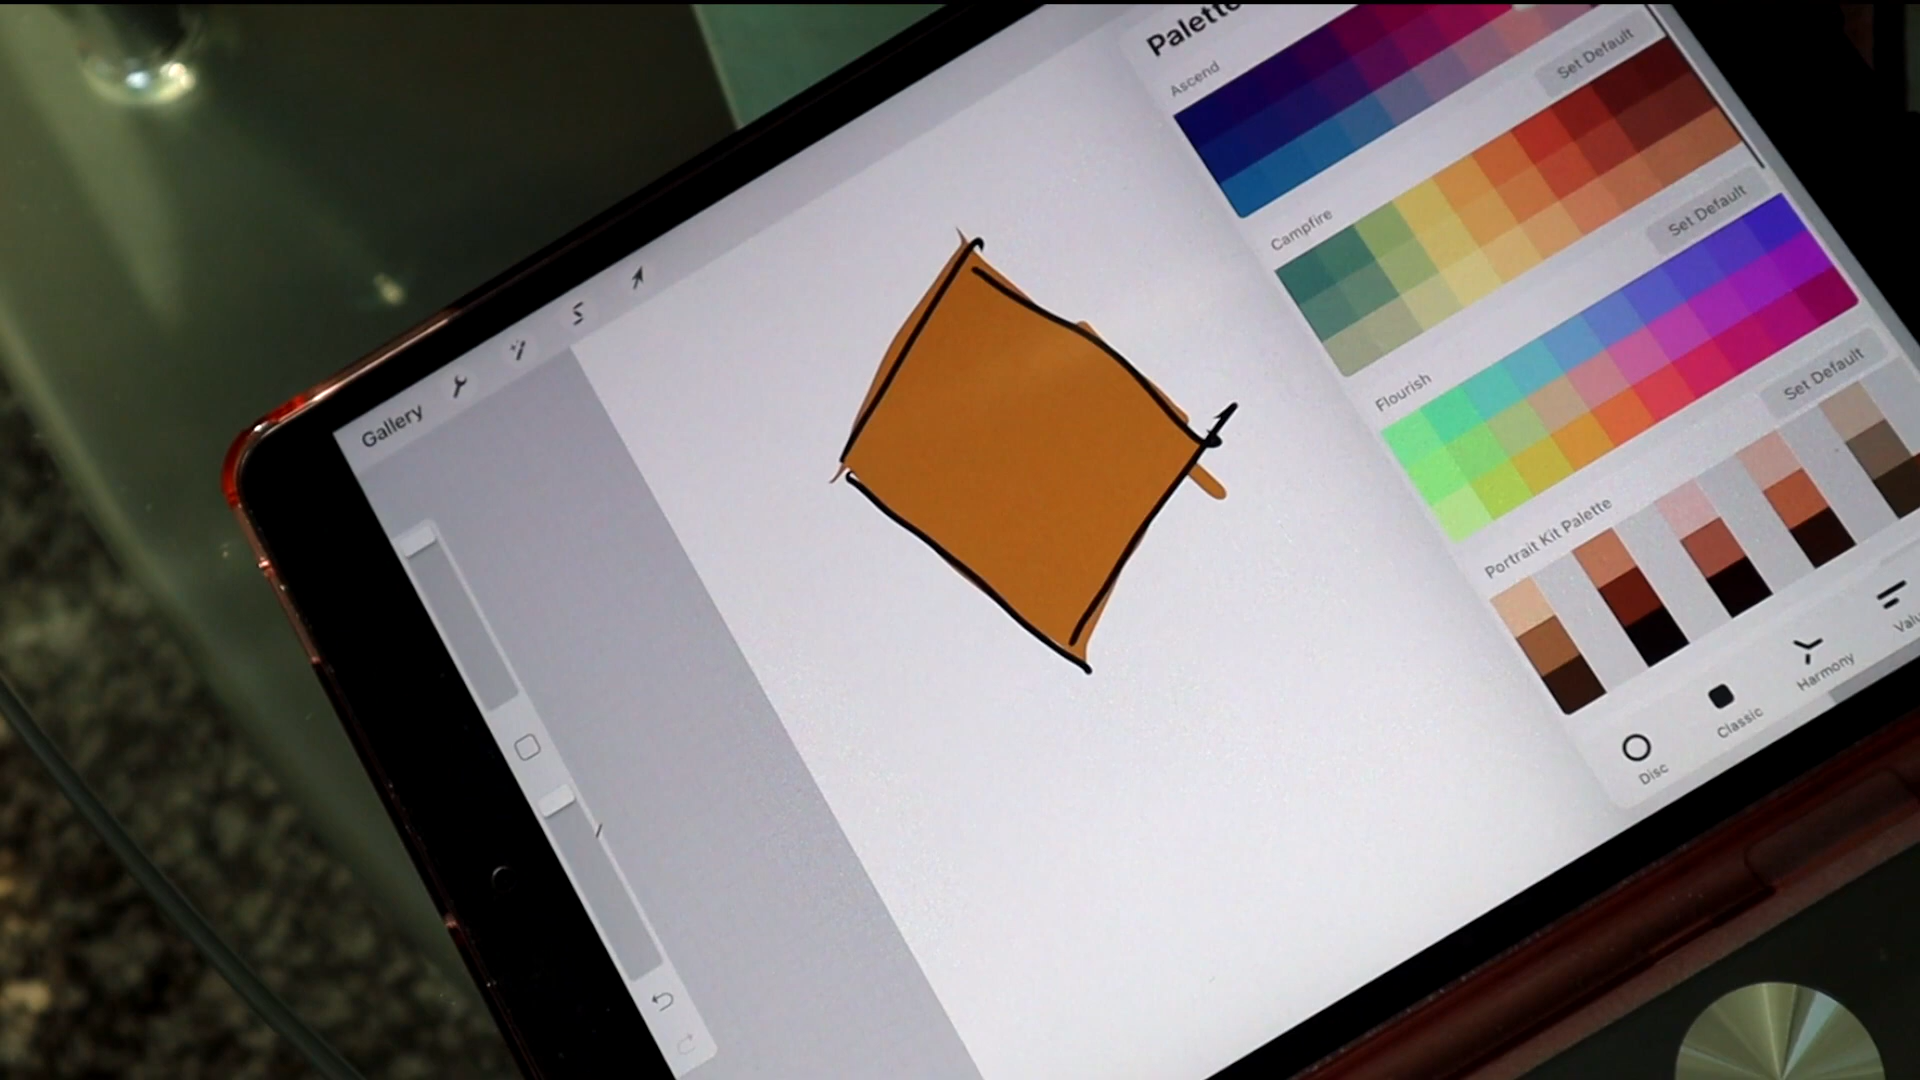 Gallery
Palette
Ascend
Set Default
Campfire
Set Default
Flourish
Set Default
Portrait Kit Palette
Disc
Classic
Harmony